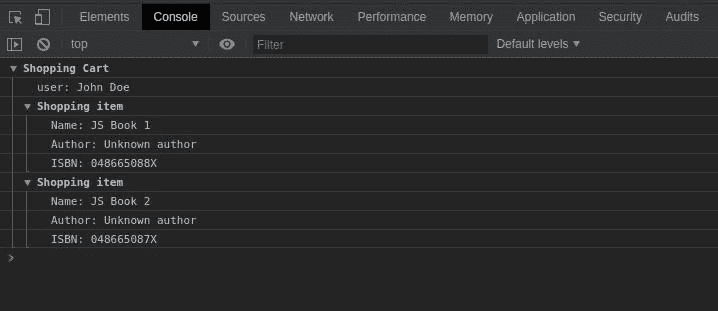 Elements Console Sources Network Performance Memory Application Security Audits
top Filter Default levels
Shopping Cart
user: John Doe
Shopping item
Name: JS Book 1
Author: Unknown author
ISBN: 048665088X
Shopping item
Name: JS Book 2
Author: Unknown author
ISBN: 048665087X